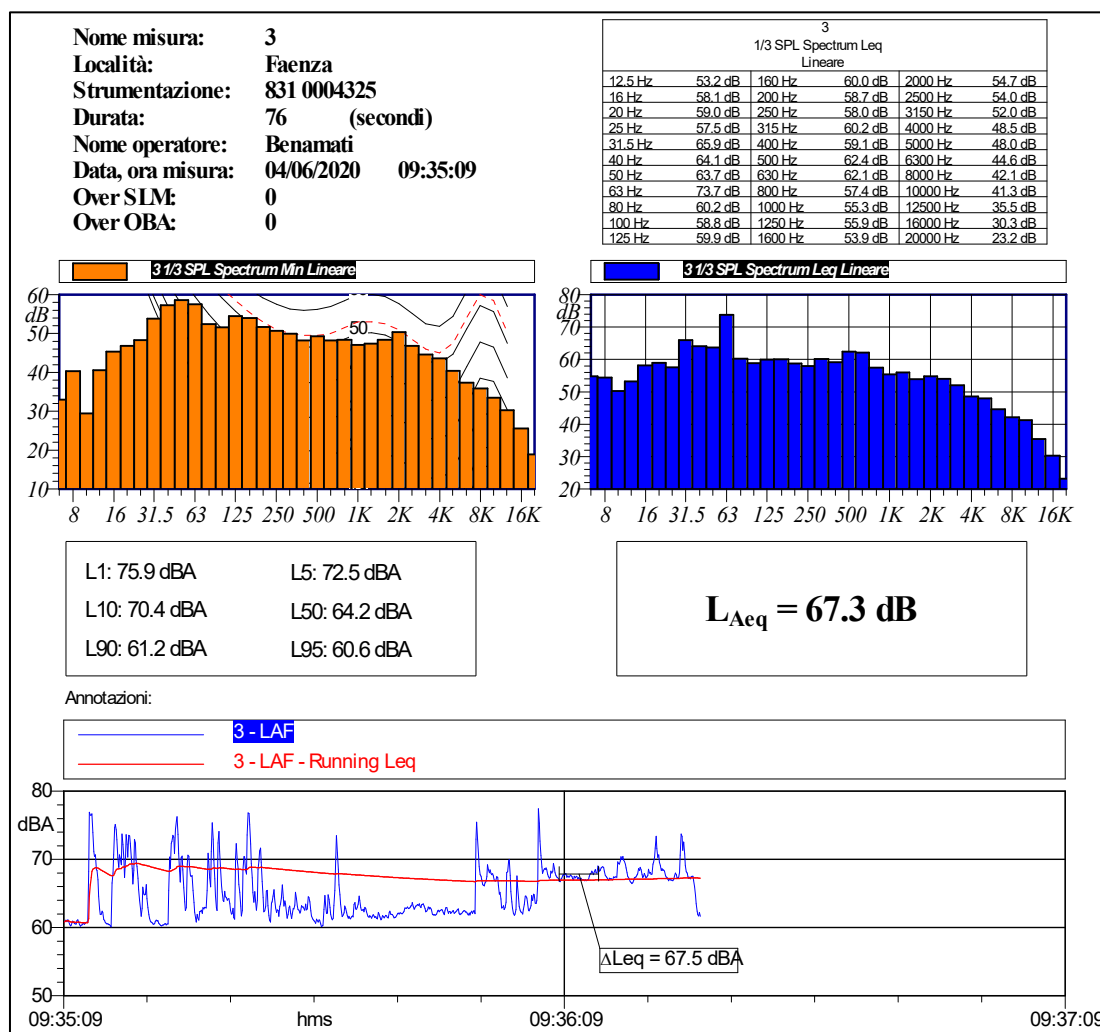 Nome misura: 3
Località: Faenza
Strumentazione: 831 0004325
Durata: 76 (secondi)
Nome operatore: Benamati
Data, ora misura: 04/06/2020 09:35:09
Over SLM: 0
Over OBA: 0
3
1/3 SPL Spectrum Leq
Lineare
12.5 Hz 53.2 dB 160 Hz 60.0 dB 2000 Hz 54.7 dB
16 Hz 58.1 dB 200 Hz 58.7 dB 2500 Hz 54.0 dB
20 Hz 59.0 dB 250 Hz 58.0 dB 3150 Hz 52.0 dB
25 Hz 57.5 dB 315 Hz 60.2 dB 4000 Hz 48.5 dB
31.5 Hz 65.9 dB 400 Hz 59.1 dB 5000 Hz 48.0 dB
40 Hz 64.1 dB 500 Hz 62.4 dB 6300 Hz 44.6 dB
50 Hz 63.7 dB 630 Hz 62.1 dB 8000 Hz 42.1 dB
63 Hz 73.7 dB 800 Hz 57.4 dB 10000 Hz 41.3 dB
80 Hz 60.2 dB 1000 Hz 55.3 dB 12500 Hz 35.5 dB
100 Hz 58.8 dB 1250 Hz 55.9 dB 16000 Hz 30.3 dB
125 Hz 59.9 dB 1600 Hz 53.9 dB 20000 Hz 23.2 dB
3 1/3 SPL Spectrum Min Lineare
60
dB
50
50
40
30
20
10
8 16 31.5 63 125 250 500 1K 2K 4K 8K 16K
3 1/3 SPL Spectrum Leq Lineare
80
dB
70
60
50
40
30
20
8 16 31.5 63 125 250 500 1K 2K 4K 8K 16K
L1: 75.9 dBA L5: 72.5 dBA
L10: 70.4 dBA L50: 64.2 dBA
L90: 61.2 dBA L95: 60.6 dBA
LAeq = 67.3 dB
Annotazioni:
3 - LAF
3 - LAF - Running Leq
80
dBA
70
60
ΔLeq = 67.5 dBA
50
09:35:09 hms 09:36:09 09:37:09